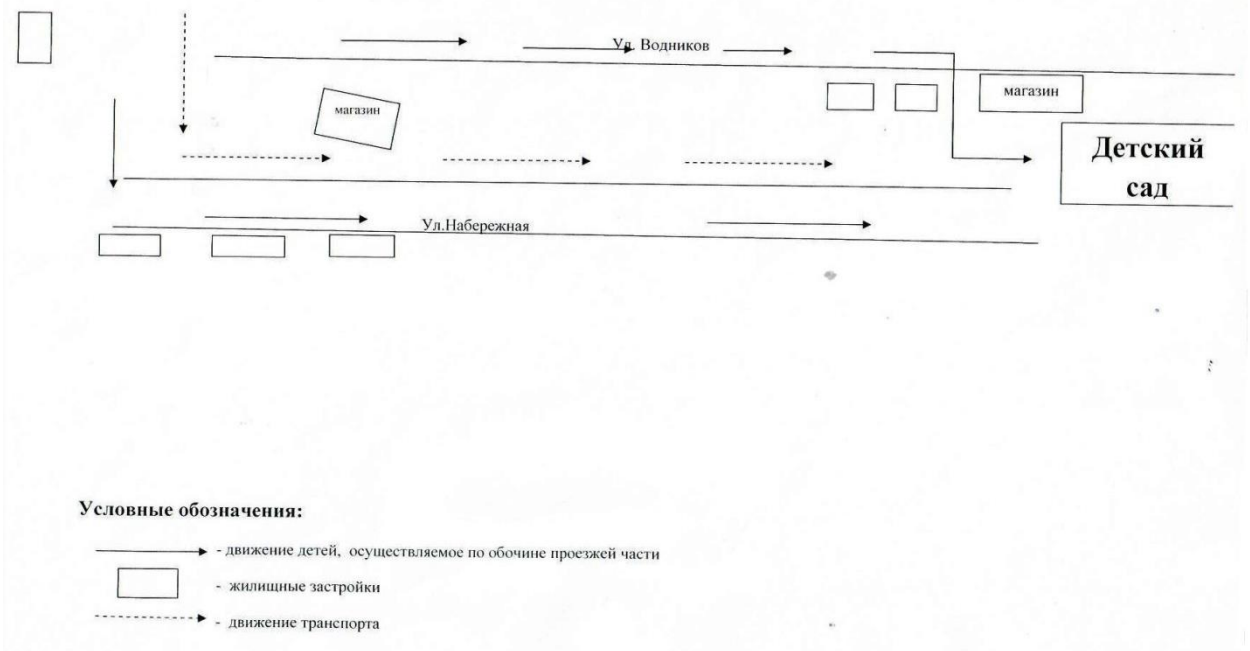 Ул. Водников
магазин
магазин
Детский
сад
Ул.Набережная
Условные обозначения:
- движение детей, осуществляемое по обочине проезжей части
- жилищные застройки
- движение транспорта